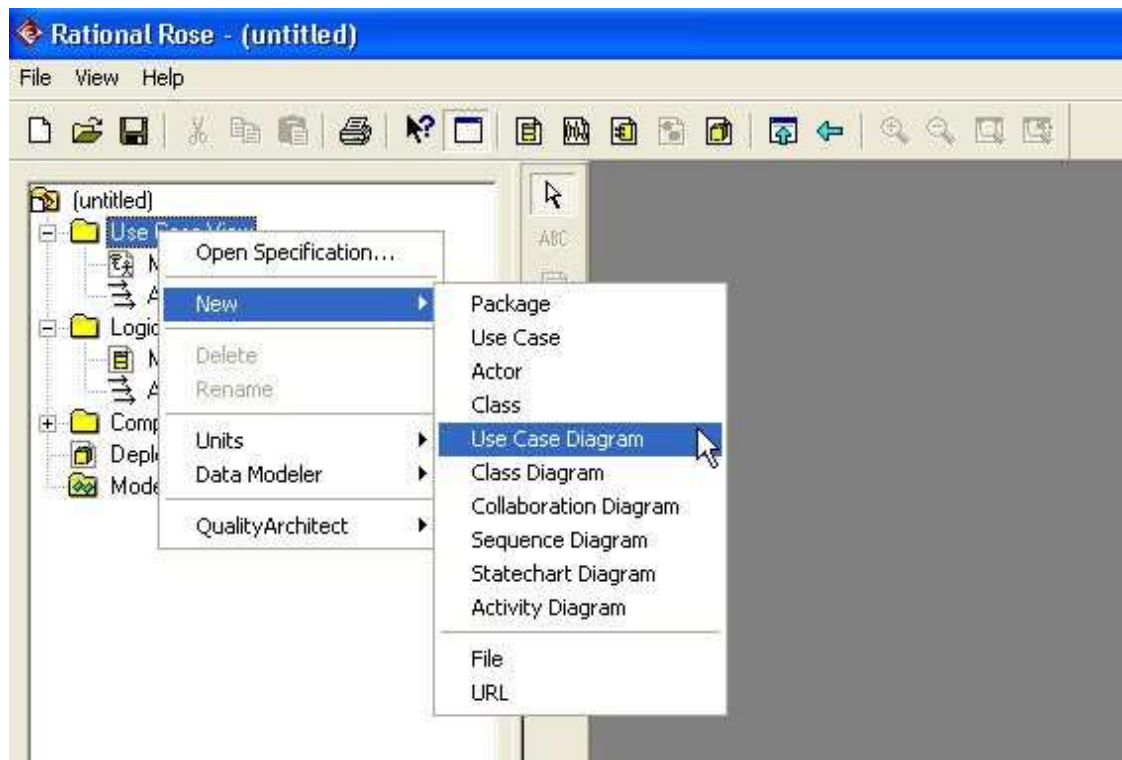 Rational Rose - (untitled)
File View Help
(untitled)
Use
ABC
Open Specification...
New
Delete
Rename
Units
Data Modeler
QualityArchitect
Package
Use Case
Actor
Class
Use Case Diagram
Class Diagram
Collaboration Diagram
Sequence Diagram
Statechart Diagram
Activity Diagram
File
URL